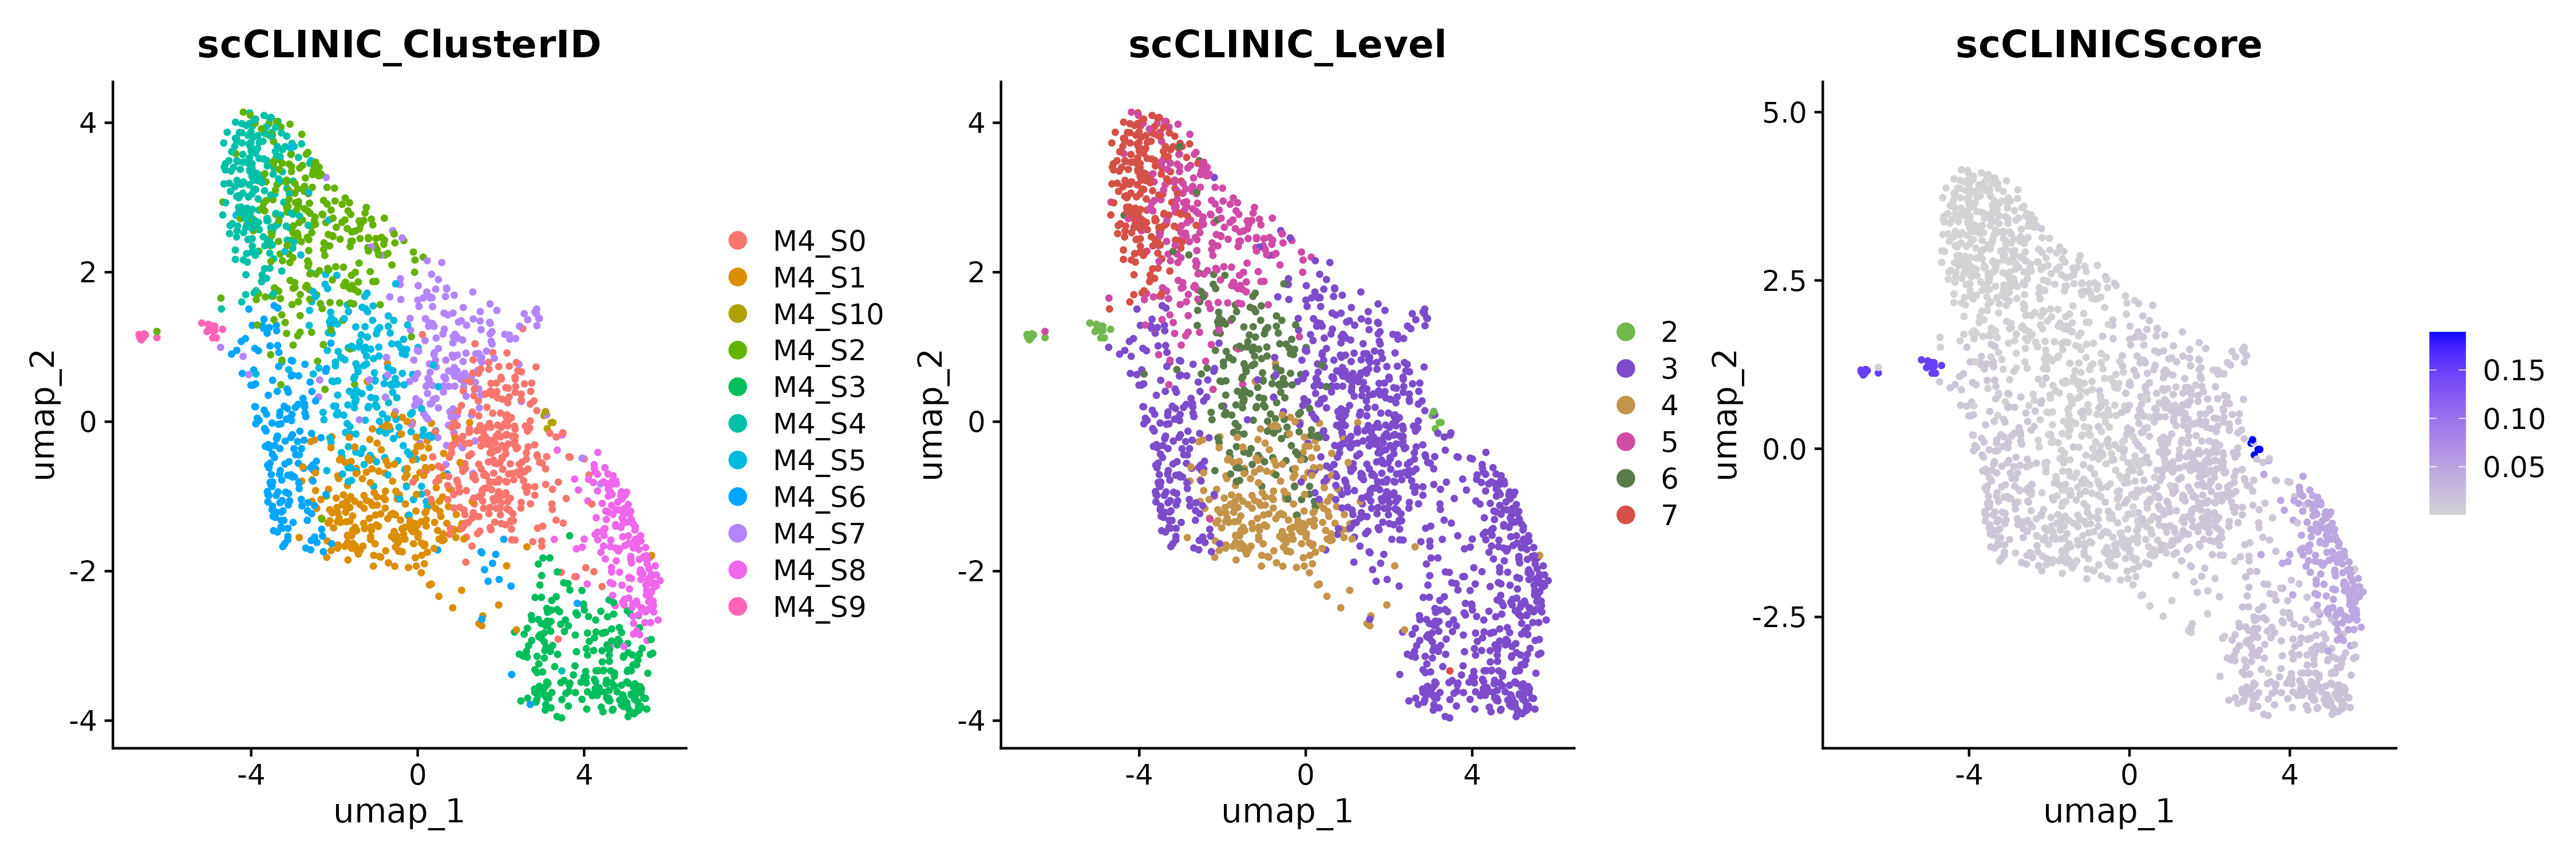 scCLINIC_ClusterID
umap_2
4
2
0
-2
-4
-4 0 4
umap_1
M4_S0
M4_S1
M4_S10
M4_S2
M4_S3
M4_S4
M4_S5
M4_S6
M4_S7
M4_S8
M4_S9
scCLINIC_Level
umap_2
4
2
0
-2
-4
-4 0 4
umap_1
2
3
4
5
6
7
scCLINICScore
umap_2
5.0
2.5
0.0
-2.5
-4 0 4
umap_1
0.15
0.10
0.05